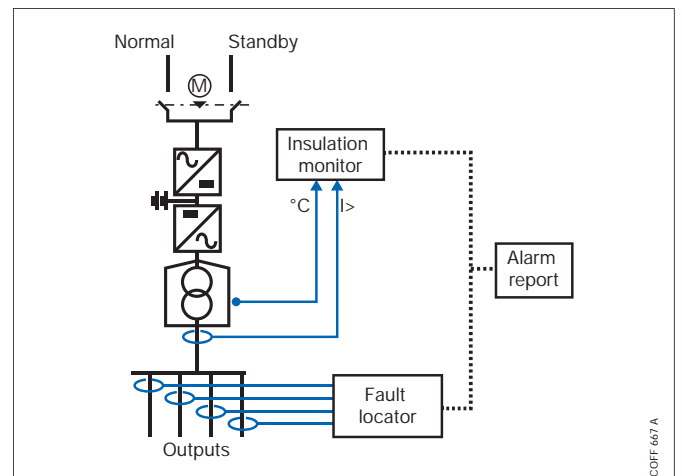 Normal
Standby
M
Insulation
monitor
°C
I>
Alarm
report
Fault
locator
Outputs
COFF 667 A